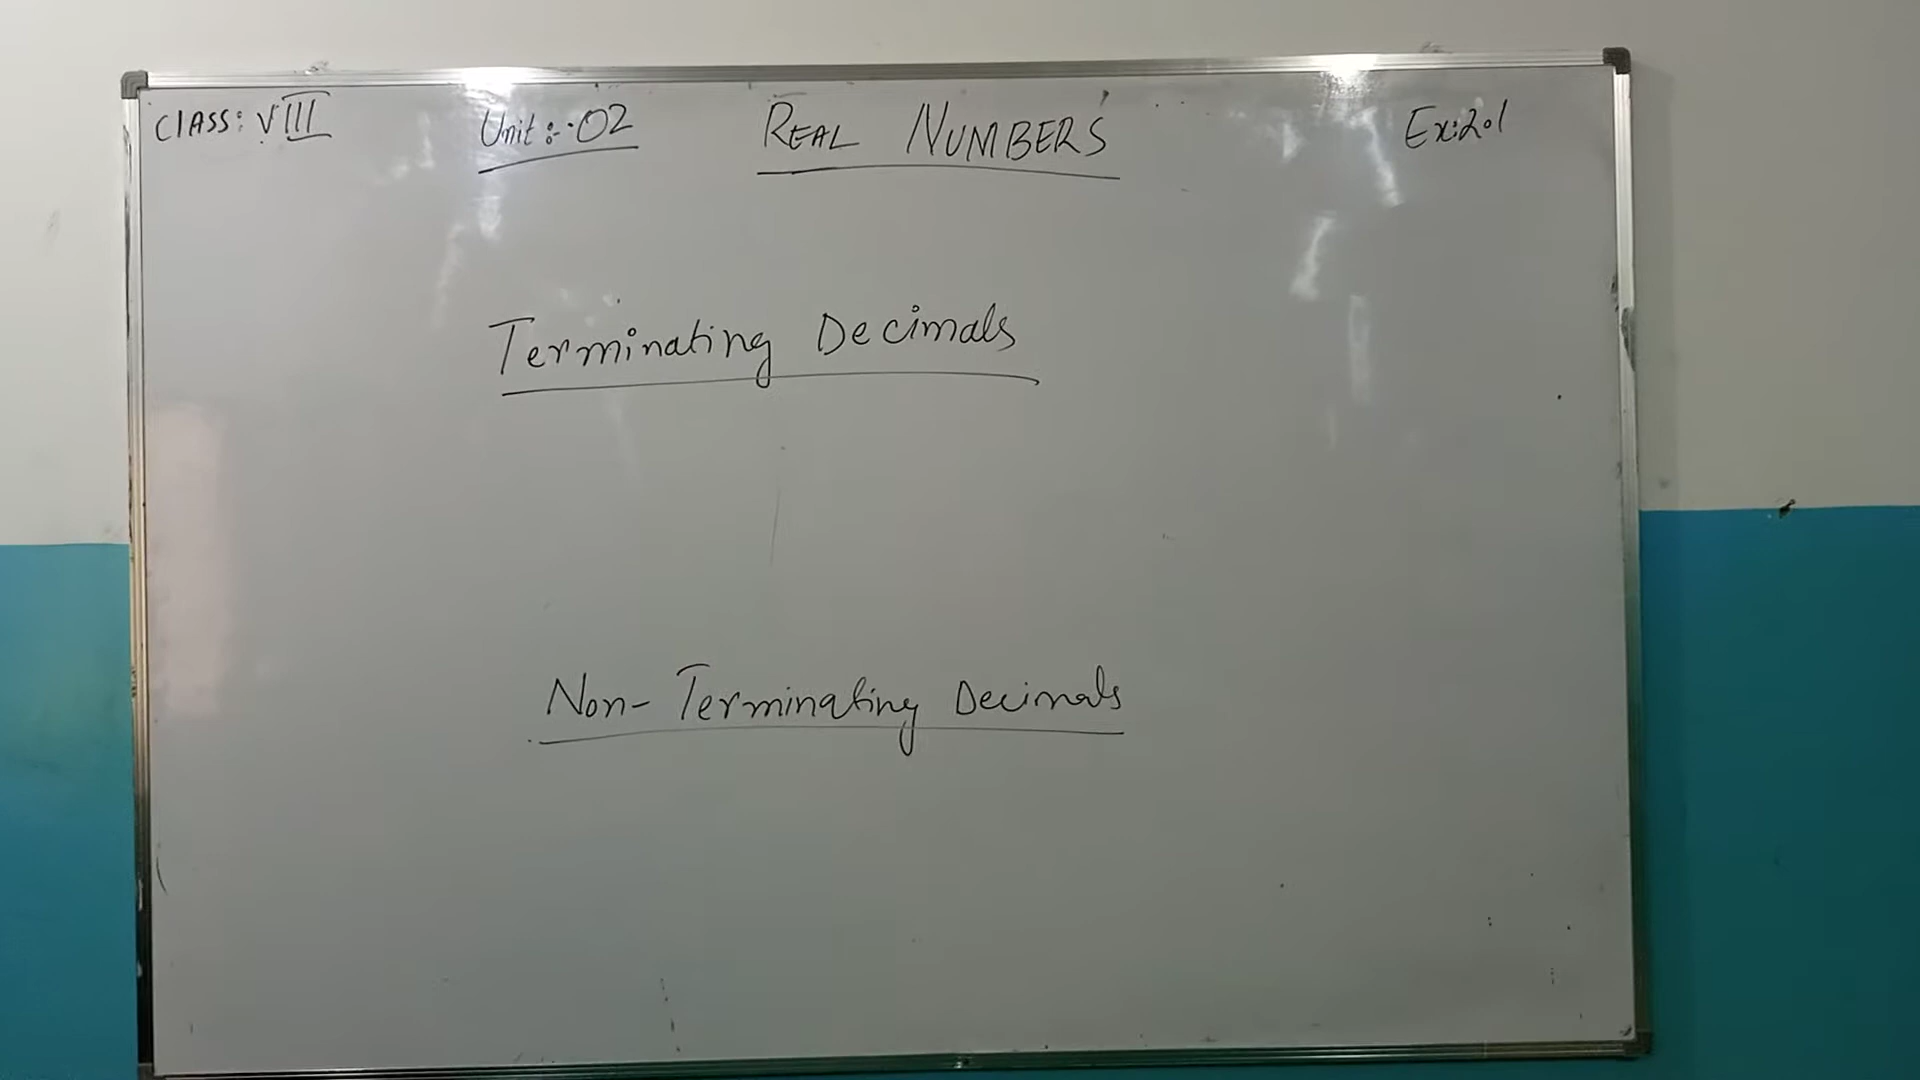 CLASS: VIII Unit:-02 REAL NUMBERS Ex:2.1
Terminating Decimals
Non-Terminating Decimals